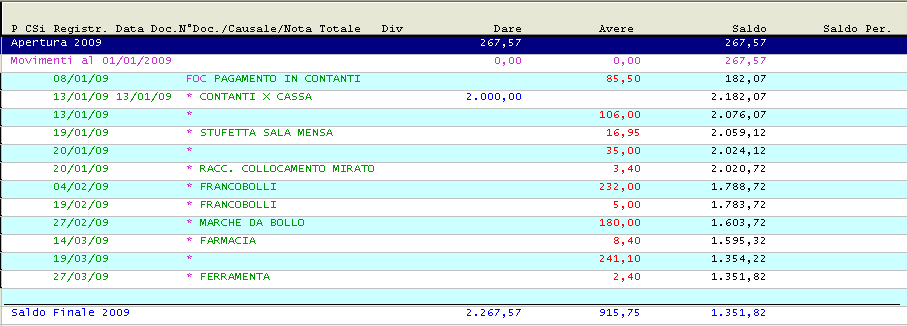 P CSi Registr. Data Doc.N°Doc./Causale/Nota Totale Div Dare Avere Saldo Saldo Per.
Apertura 2009 267,57 267,57
Movimenti al 01/01/2009 0,00 0,00 267,57
08/01/09 FOC PAGAMENTO IN CONTANTI 85,50 182,07
13/01/09 13/01/09 * CONTANTI X CASSA 2.000,00 2.182,07
13/01/09 * 106,00 2.076,07
19/01/09 * STUFETTA SALA MENSA 16,95 2.059,12
20/01/09 * 35,00 2.024,12
20/01/09 * RACC. COLLOCAMENTO MIRATO 3,40 2.020,72
04/02/09 * FRANCOBOLLI 232,00 1.788,72
19/02/09 * FRANCOBOLLI 5,00 1.783,72
27/02/09 * MARCHE DA BOLLO 180,00 1.603,72
14/03/09 * FARMACIA 8,40 1.595,32
19/03/09 * 241,10 1.354,22
27/03/09 * FERRAMENTA 2,40 1.351,82
Saldo Finale 2009 2.267,57 915,75 1.351,82